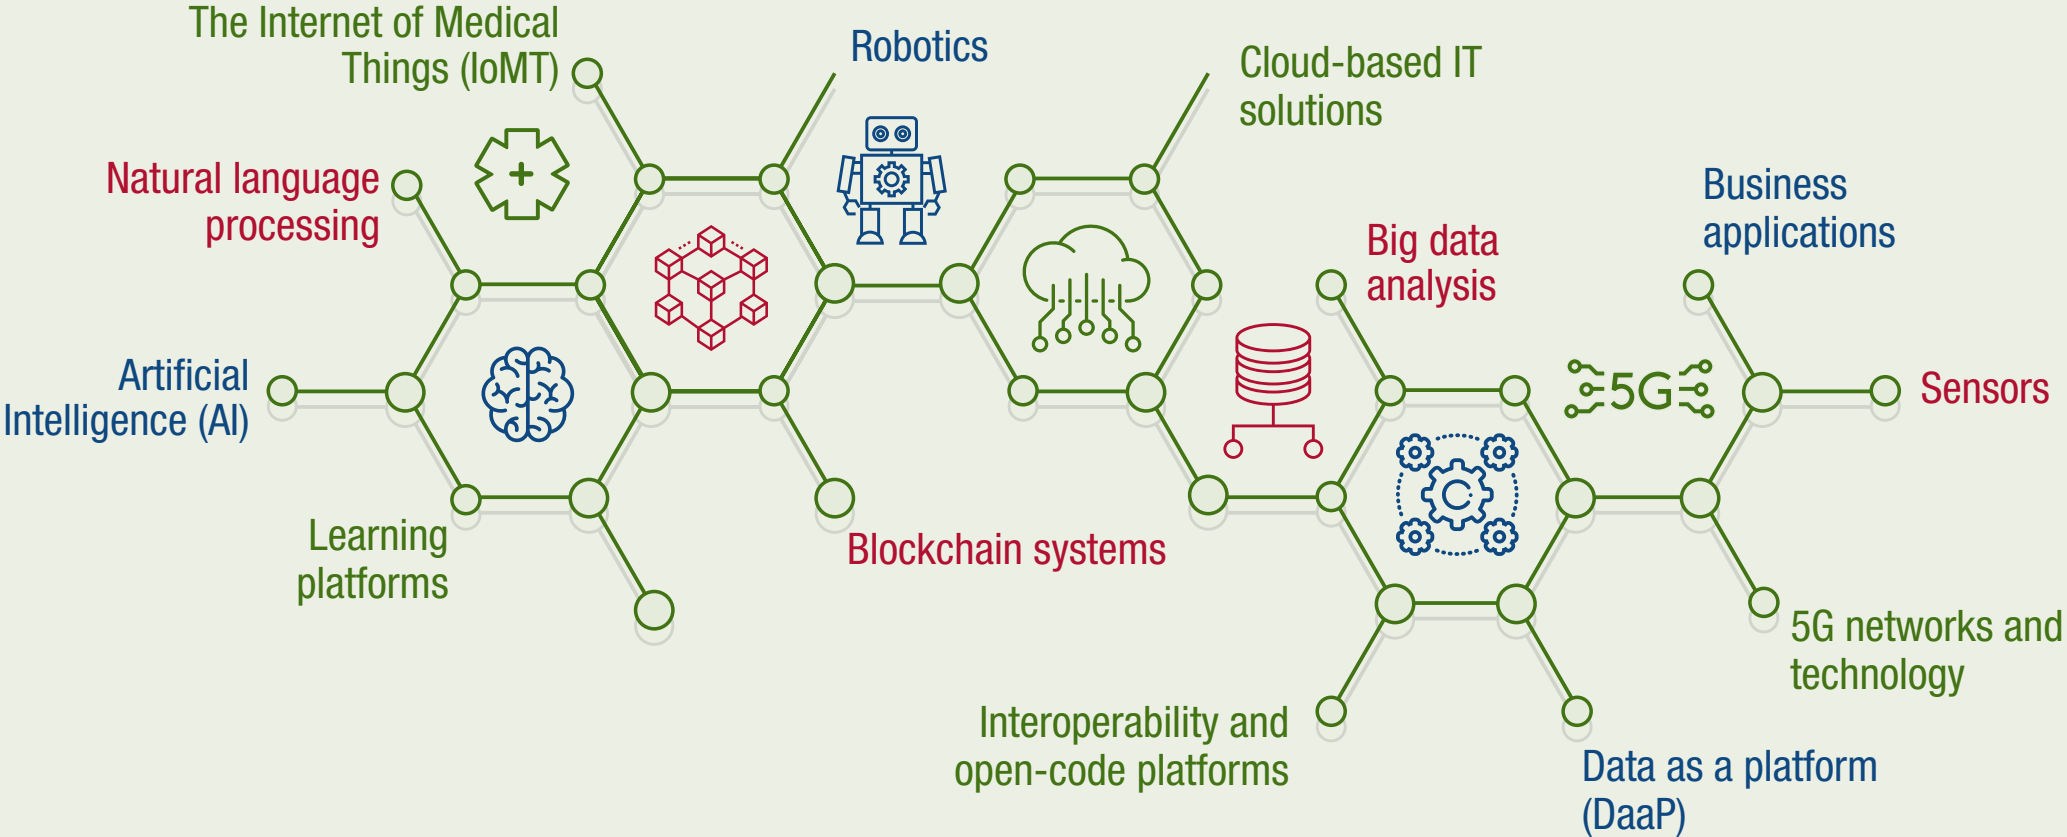 The Internet of Medical
Things (IoMT)
Robotics
Cloud-based IT
solutions
Natural language
processing
Business
applications
Big data
analysis
Artificial
Intelligence (AI)
5G
Sensors
Learning
platforms
Blockchain systems
5G networks and
technology
Interoperability and
open-code platforms
Data as a platform
(DaaP)